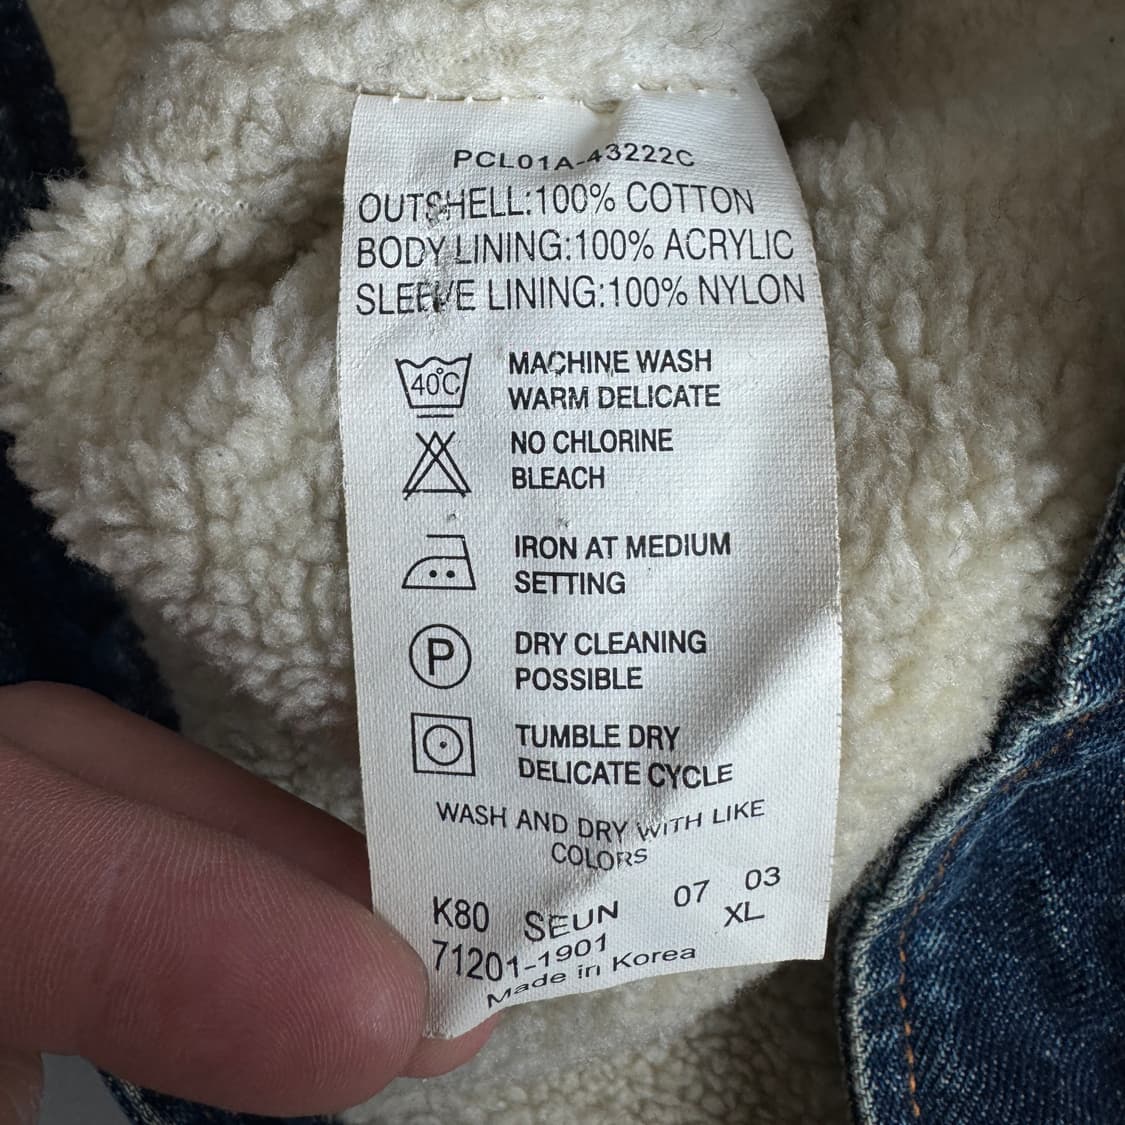 PCL01A-43222C
OUTSHELL:100% COTTON
BODY LINING:100% ACRYLIC
SLEEVE LINING:100% NYLON
40°C
MACHINE WASH
WARM DELICATE
NO CHLORINE
BLEACH
IRON AT MEDIUM
SETTING
P
DRY CLEANING
POSSIBLE
TUMBLE DRY
DELICATE CYCLE
WASH AND DRY WITH LIKE
COLORS
K80 SEUN 07 03
71201-1901 XL
Made in Korea